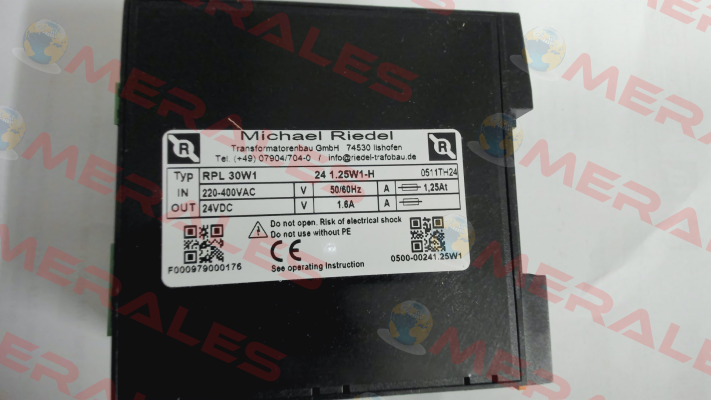 Michael Riedel
Transformatorenbau GmbH 74530 Ilshofen
Tel. (+49) 07904/704-0 / info@riedel-trafobau.de
R
R
Typ RPL 30W1 24 1.25W1-H 0511TH24
IN 220-400VAC V 50/60Hz A 1,25At
OUT 24VDC V 1.6A A
Do not open. Risk of electrical shock
Do not use without PE
CE
See operating Instruction
F000979000176
0500-00241.25W1
MERALES
MERALES
MERALES
MERALES
MERALES
MERALES